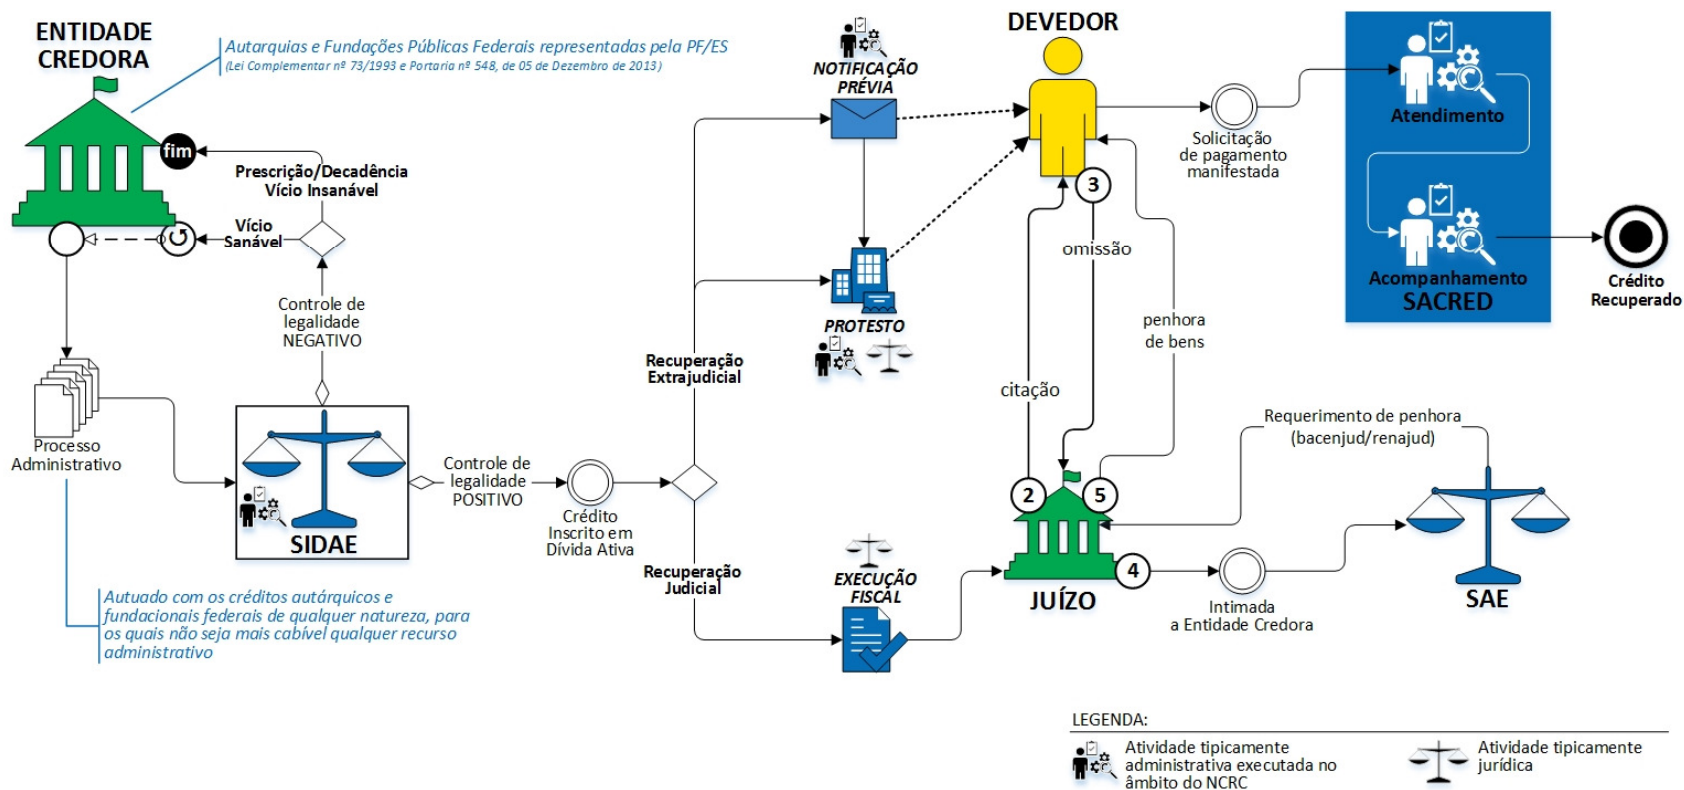 ENTIDADE
CREDORA
Autarquias e Fundações Públicas Federais representadas pela PF/ES
(Lei Complementar nº 73/1993 e Portaria nº 548, de 05 de Dezembro de 2013)
fim
Prescrição/Decadência
Vício Insanável
Vício
Sanável
Controle de
legalidade
NEGATIVO
Processo
Administrativo
SIDAE
Controle de
legalidade
POSITIVO
Crédito
Inscrito em
Dívida Ativa
Autuado com os créditos autárquicos e
fundacionais federais de qualquer natureza, para
os quais não seja mais cabível qualquer recurso
administrativo
Recuperação
Extrajudicial
Recuperação
Judicial
NOTIFICAÇÃO
PRÉVIA
PROTESTO
EXECUÇÃO
FISCAL
DEVEDOR
3
omissão
citação
penhora
de bens
2
5
4
JUÍZO
Solicitação
de pagamento
manifestada
Atendimento
Acompanhamento
SACRED
Crédito
Recuperado
Requerimento de penhora
(bacenjud/renajud)
Intimada
a Entidade Credora
SAE
LEGENDA:
Atividade tipicamente
administrativa executada no
âmbito do NCRC
Atividade tipicamente
jurídica